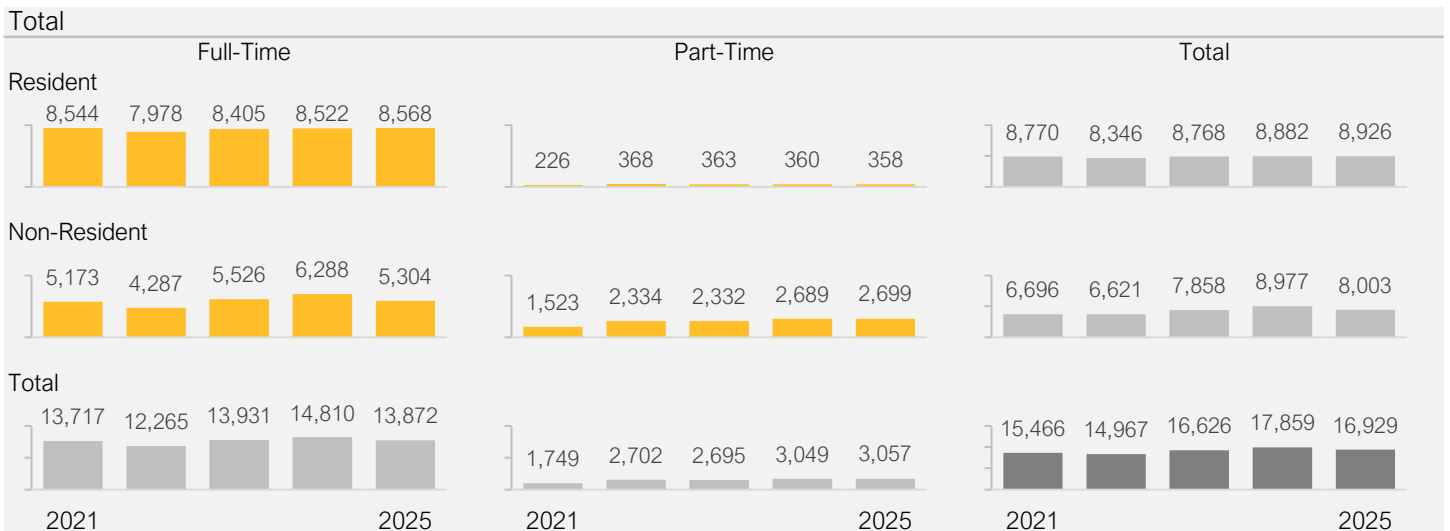 Total
Full-Time Part-Time Total
Resident
8,544 7,978 8,405 8,522 8,568 226 368 363 360 358 8,770 8,346 8,768 8,882 8,926
Non-Resident
5,173 4,287 5,526 6,288 5,304 1,523 2,334 2,332 2,689 2,699 6,696 6,621 7,858 8,977 8,003
Total
13,717 12,265 13,931 14,810 13,872 1,749 2,702 2,695 3,049 3,057 15,466 14,967 16,626 17,859 16,929
2021 2025 2021 2025 2021 2025